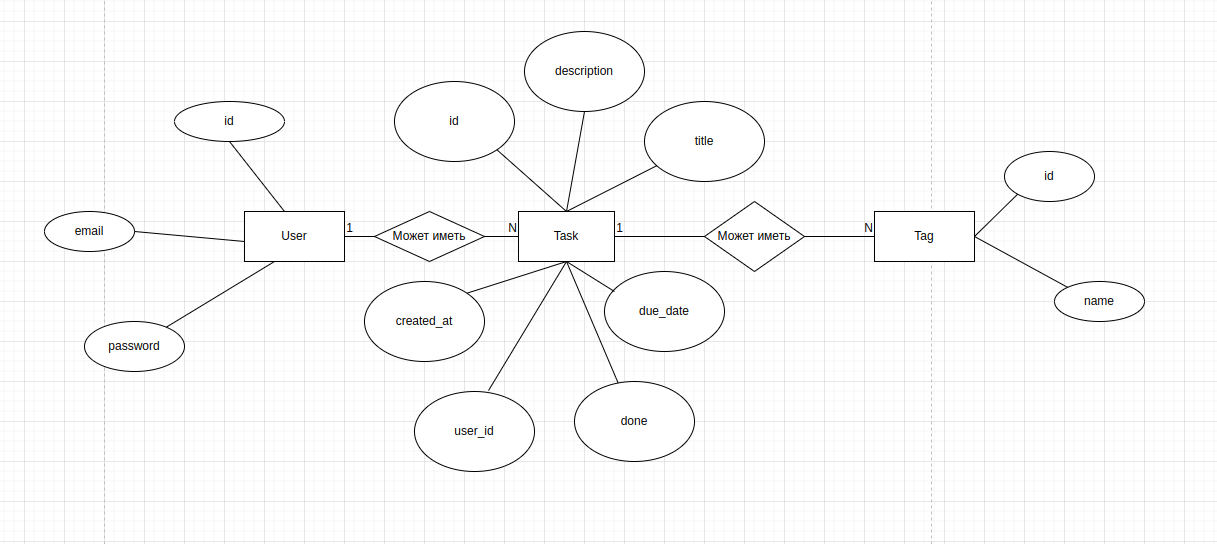 description
id
id
title
id
email
User
1
Может иметь
N
Task
1
Может иметь
N
Tag
created_at
due_date
name
password
user_id
done